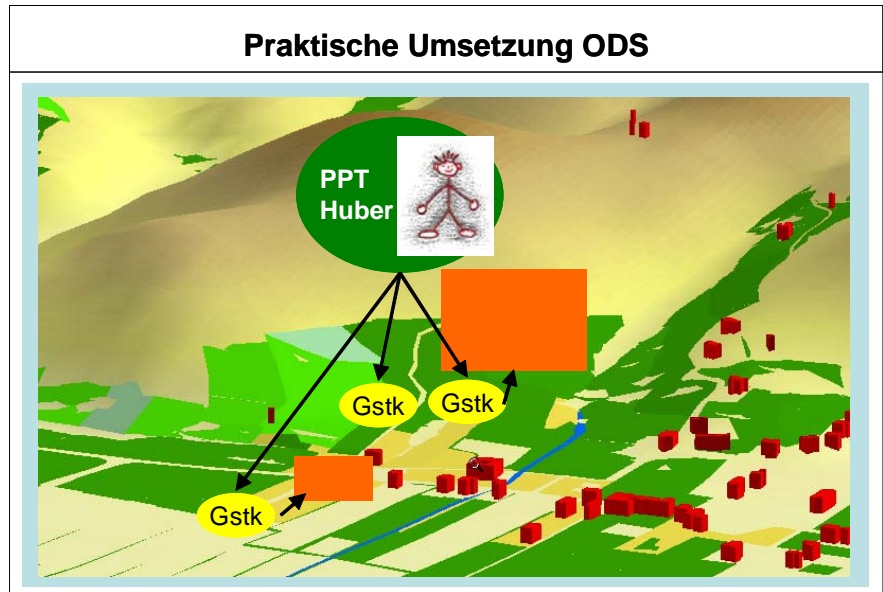 Praktische Umsetzung ODS
PPT
Huber
Gstk
Gstk
Gstk